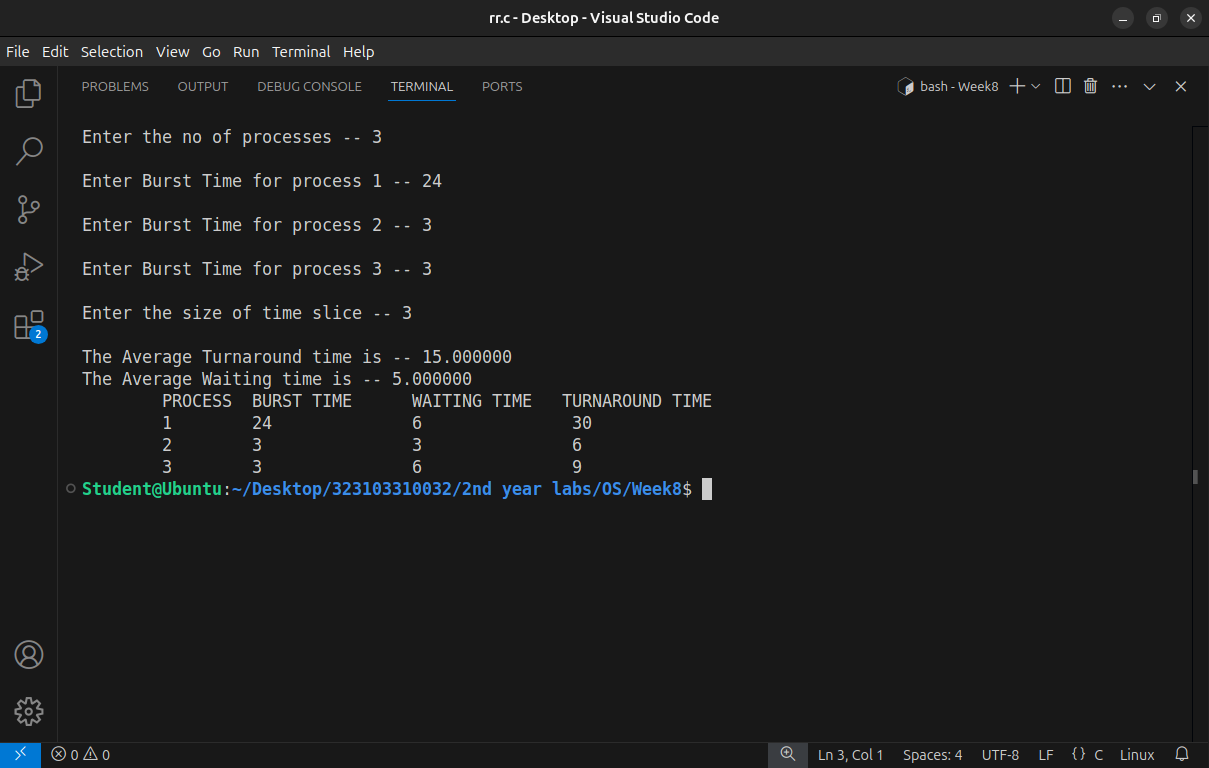 rr.c - Desktop - Visual Studio Code
File Edit Selection View Go Run Terminal Help
PROBLEMS OUTPUT DEBUG CONSOLE TERMINAL PORTS bash - Week8
Enter the no of processes -- 3
Enter Burst Time for process 1 -- 24
Enter Burst Time for process 2 -- 3
Enter Burst Time for process 3 -- 3
Enter the size of time slice -- 3
The Average Turnaround time is -- 15.000000
The Average Waiting time is -- 5.000000
PROCESS BURST TIME WAITING TIME TURNAROUND TIME
1 24 6 30
2 3 3 6
3 3 6 9
Student@Ubuntu:~/Desktop/323103310032/2nd year labs/OS/Week8$
2
0 0 Ln 3, Col 1 Spaces: 4 UTF-8 LF {} C Linux